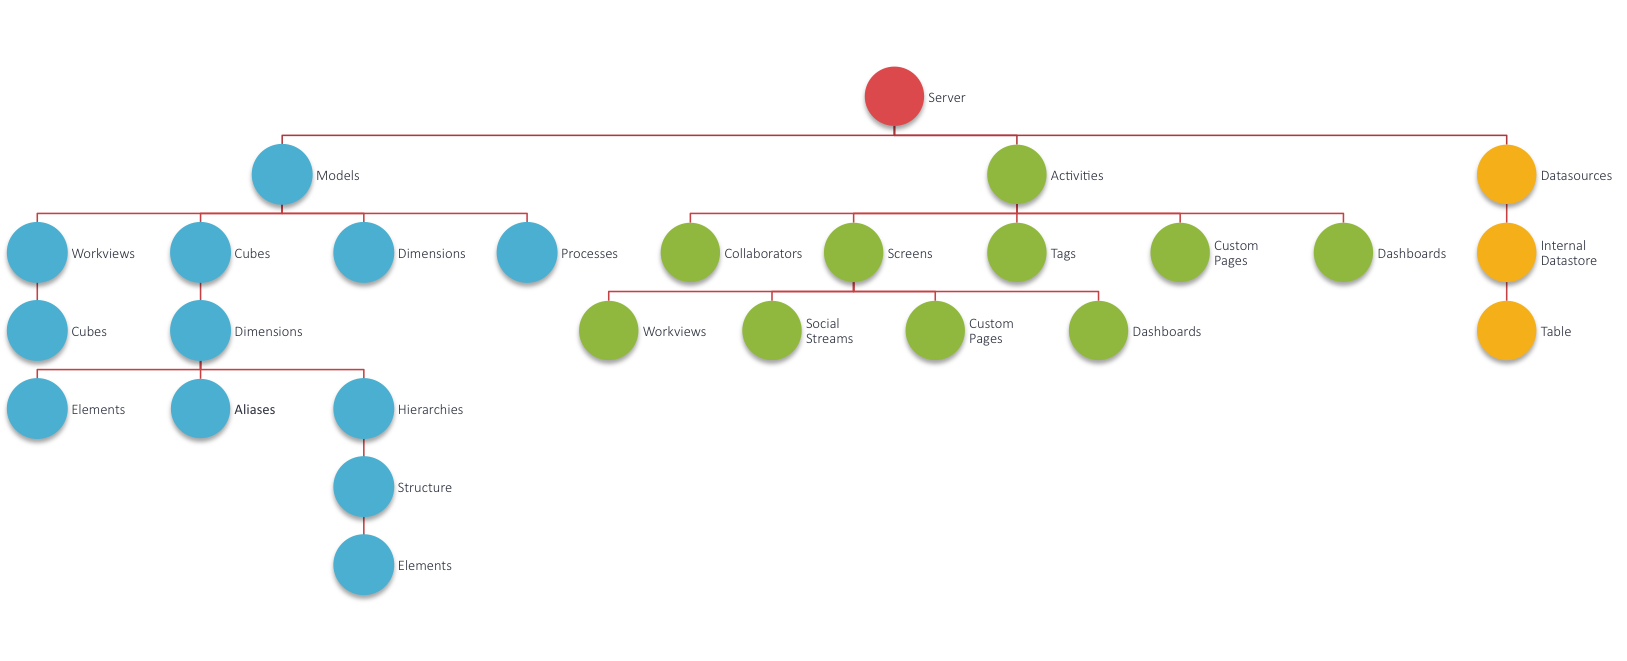 Server
Models
Activities
Datasources
Workviews
Cubes
Dimensions
Processes
Collaborators
Screens
Tags
Custom
Pages
Dashboards
Internal
Datastore
Cubes
Dimensions
Workviews
Social
Streams
Custom
Pages
Dashboards
Table
Elements
Aliases
Hierarchies
Structure
Elements